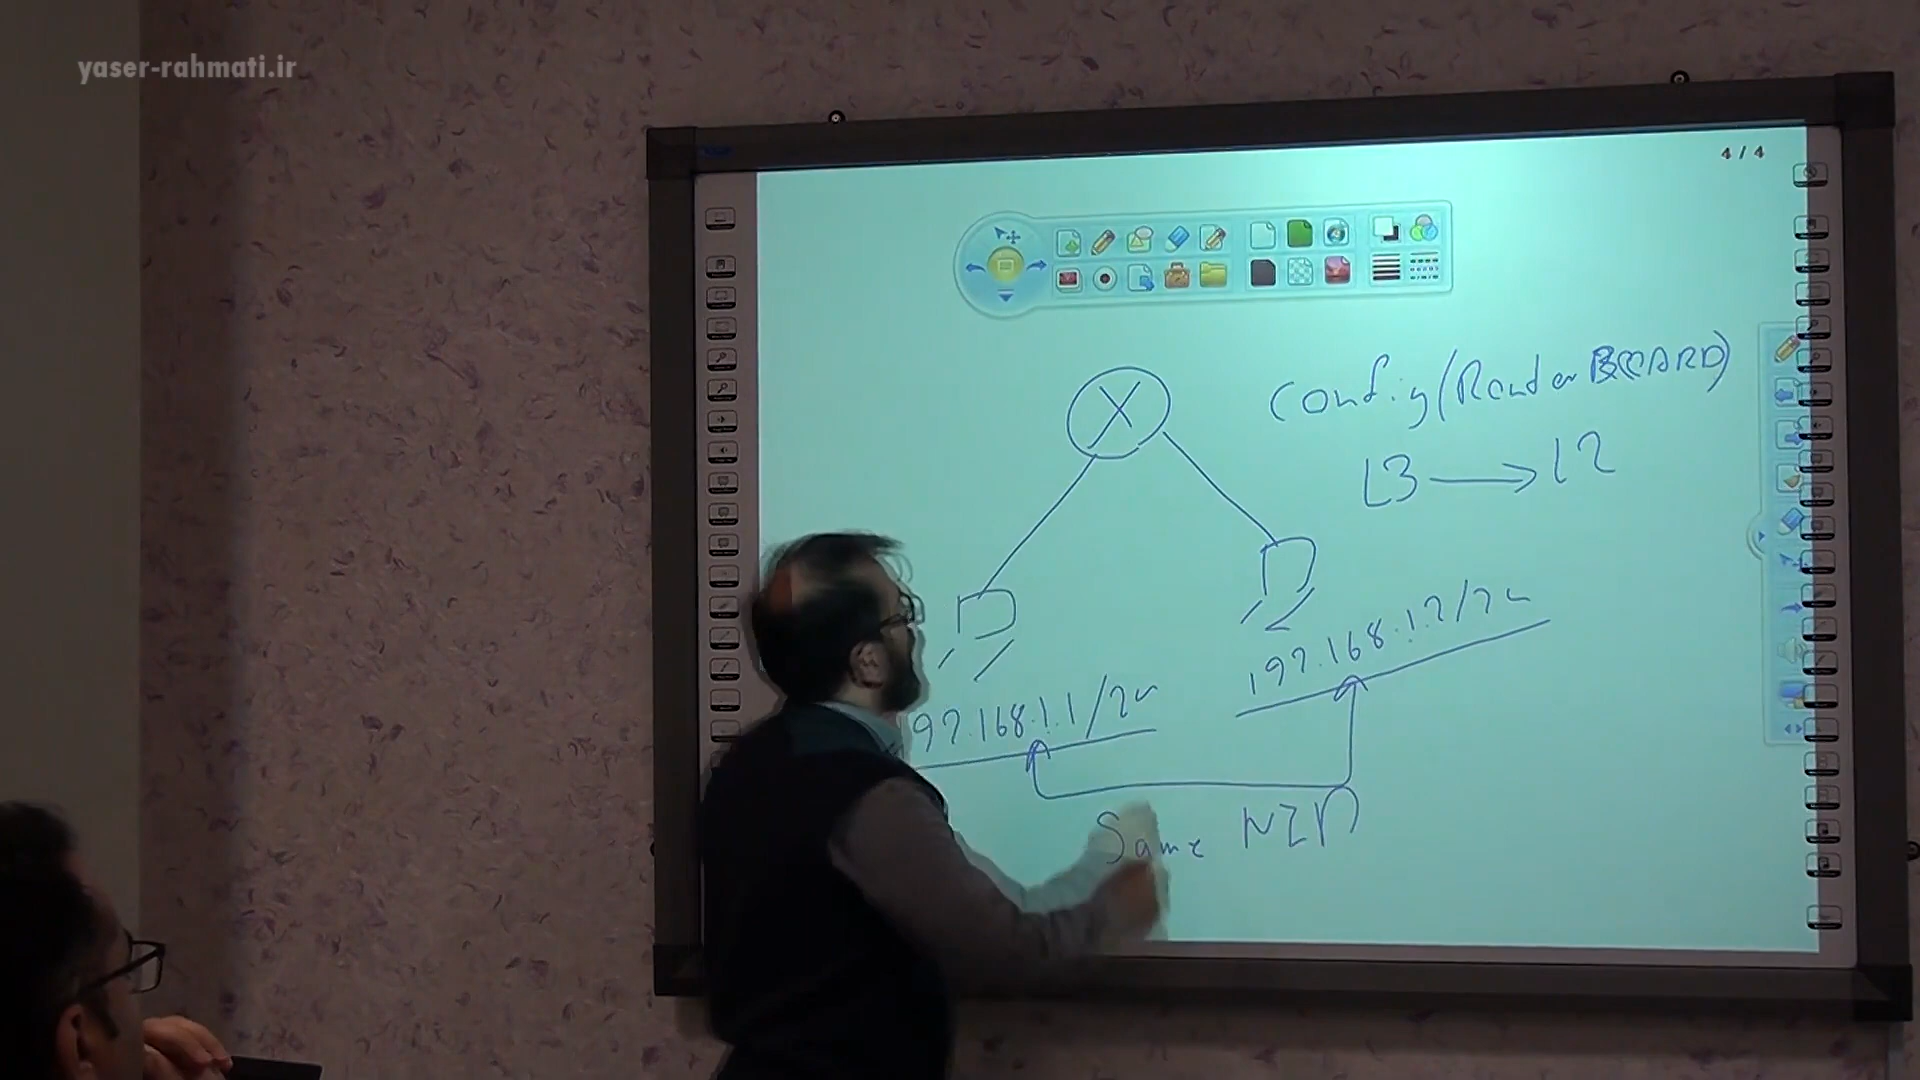 yaser-rahmati.ir
4 / 4
X
Config (Router BOARD)
L3 → L2
192.168.1.2/24
192.168.1.1/24
Same NID